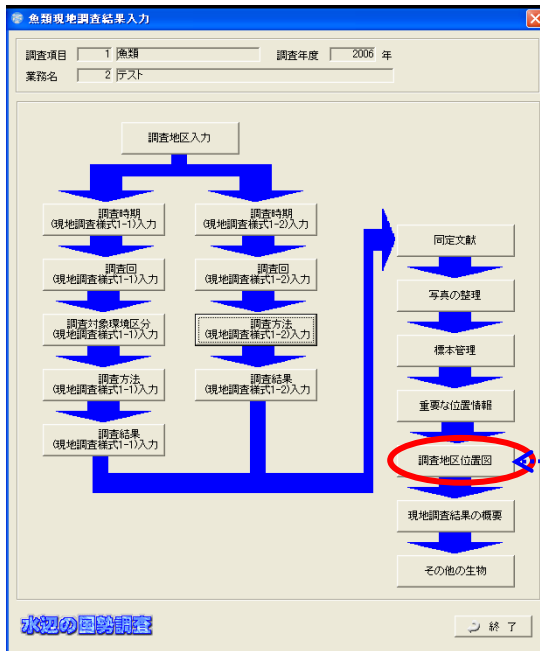 魚類現地調査結果入力
調査項目 1 魚類 調査年度 2006 年
業務名 2 テスト
調査地区入力
調査時期
(現地調査様式1-1)入力
調査回
(現地調査様式1-1)入力
調査対象環境区分
(現地調査様式1-1)入力
調査方法
(現地調査様式1-1)入力
調査結果
(現地調査様式1-1)入力
調査時期
(現地調査様式1-2)入力
調査回
(現地調査様式1-2)入力
調査方法
(現地調査様式1-2)入力
調査結果
(現地調査様式1-2)入力
同定文献
写真の整理
標本管理
重要な位置情報
調査地区位置図
現地調査結果の概要
その他の生物
水辺の国勢調査
終 了